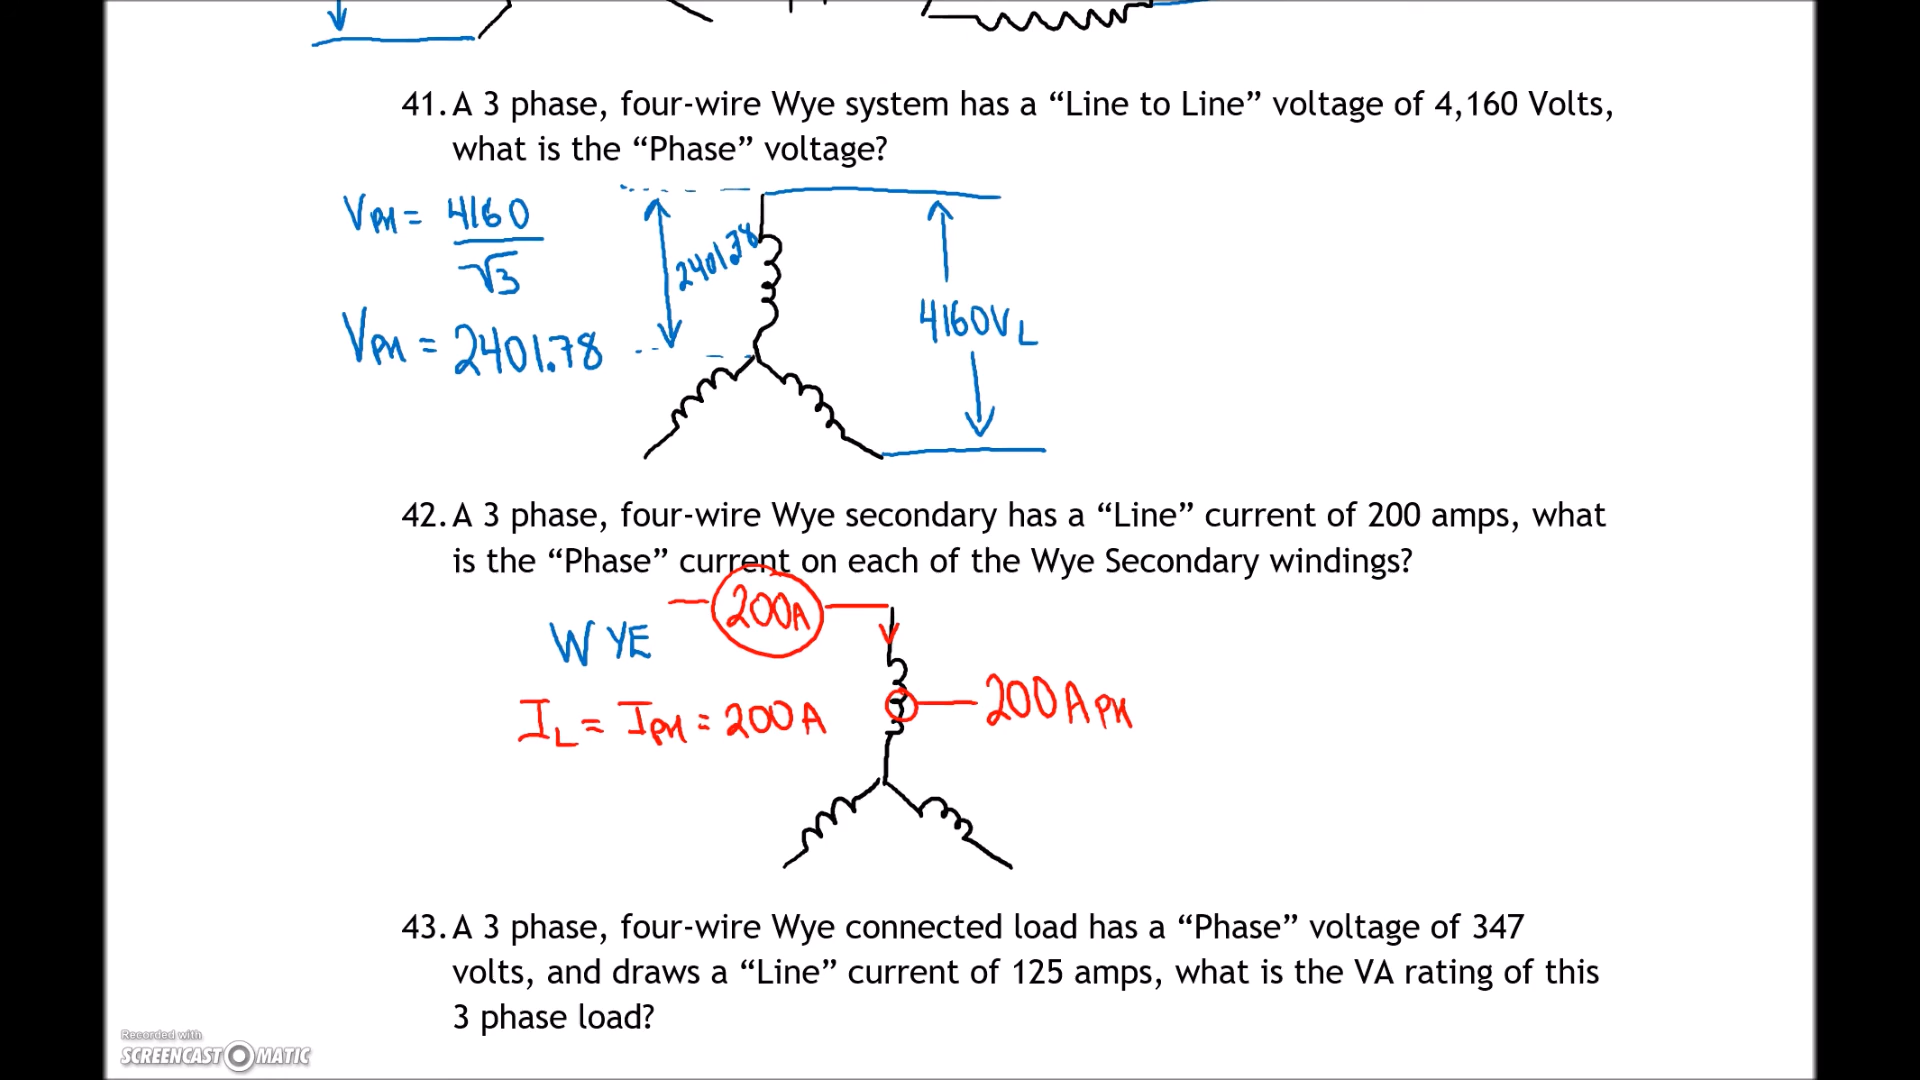 41. A 3 phase, four-wire Wye system has a “Line to Line” voltage of 4,160 Volts,
what is the “Phase” voltage?
VPH = 4160
√3
VPH = 2401.78
2401.78
4160VL
42. A 3 phase, four-wire Wye secondary has a “Line” current of 200 amps, what
is the “Phase” current on each of the Wye Secondary windings?
200A
WYE
IL = IPH = 200A
200A PH
43. A 3 phase, four-wire Wye connected load has a “Phase” voltage of 347
volts, and draws a “Line” current of 125 amps, what is the VA rating of this
3 phase load?
Recorded with
SCREENCAST-O-MATIC